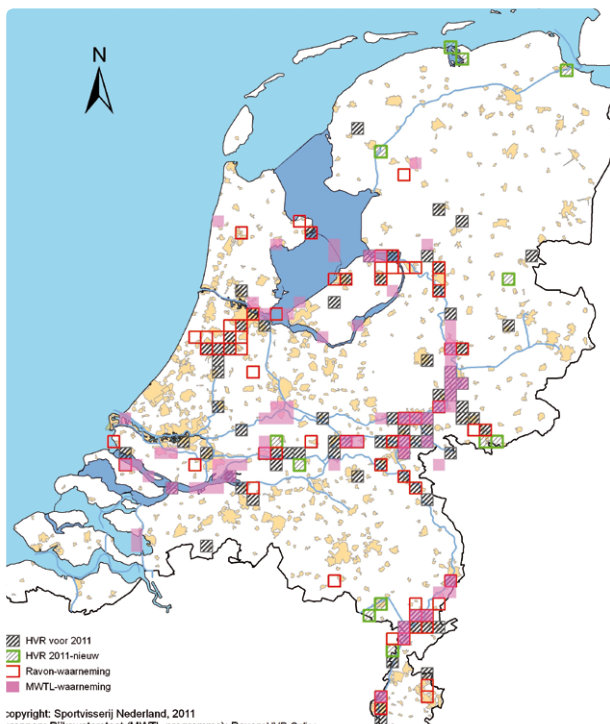 N
HVR voor 2011
HVR 2011-nieuw
Ravon-waarneming
MWTL-waarneming
copyright: Sportvisserij Nederland, 2011